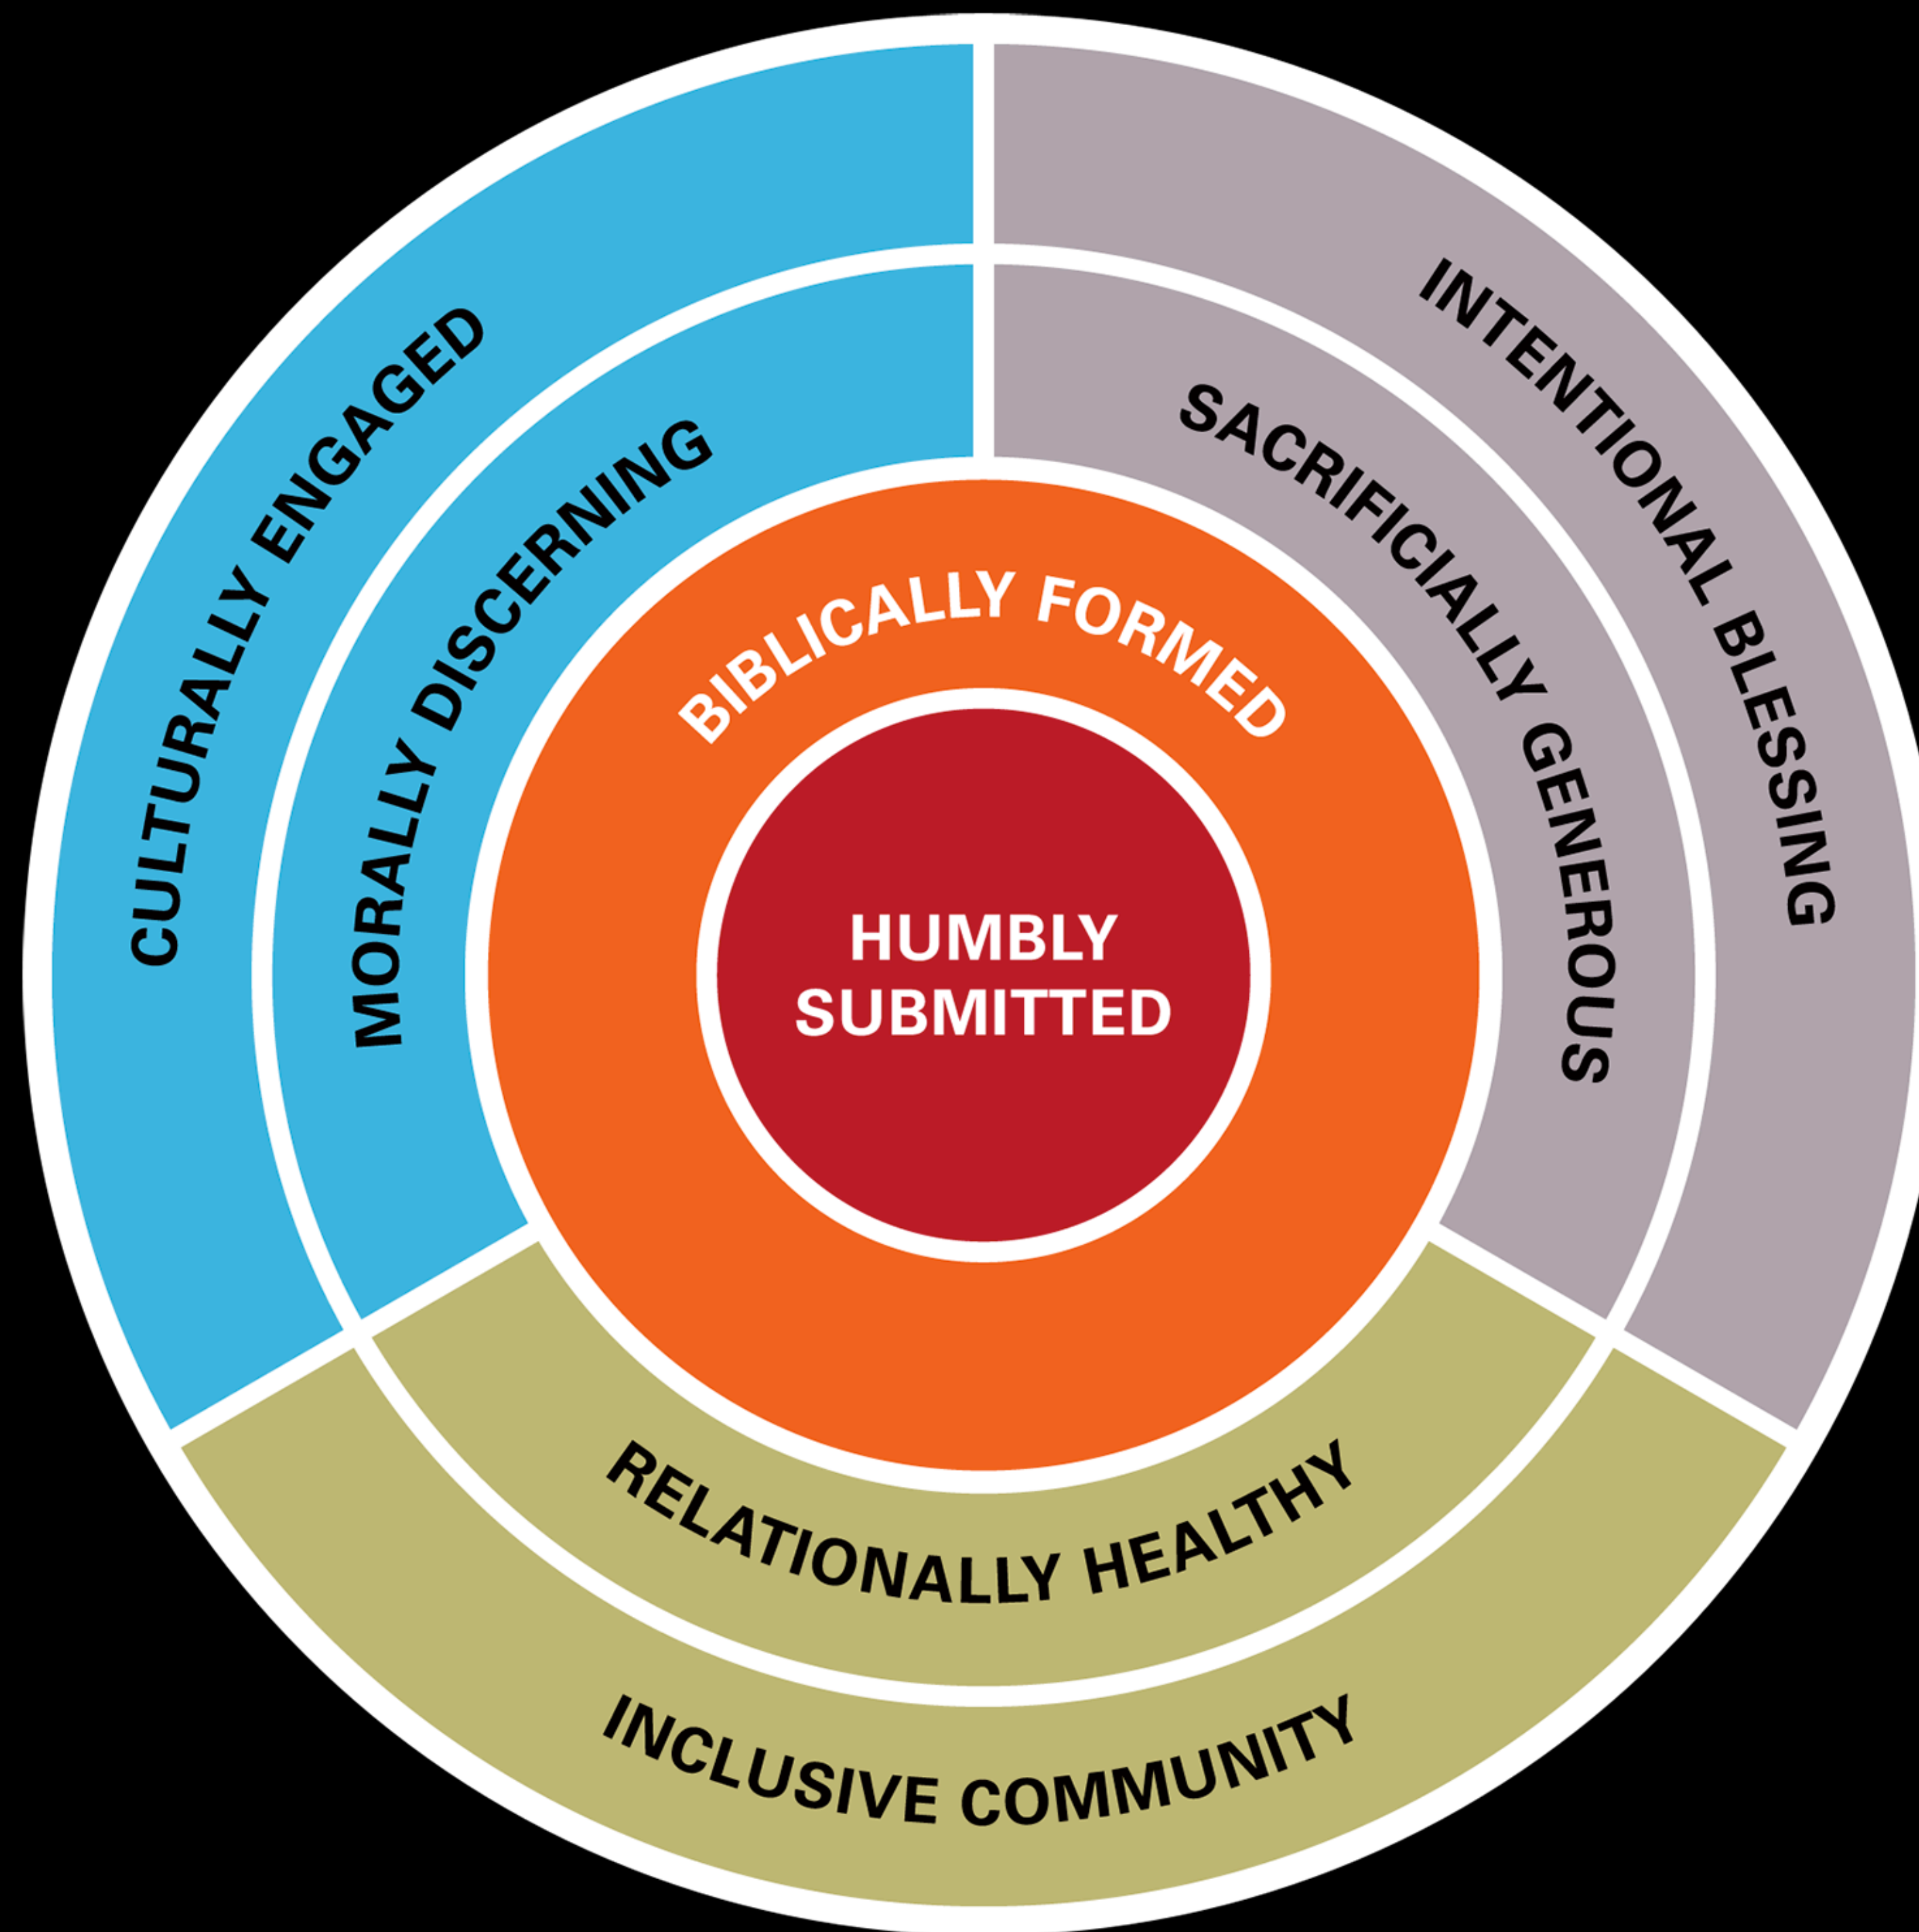 CULTURALLY ENGAGED
MORALLY DISCERNING
INTENTIONAL BLESSING
SACRIFICIALLY GENEROUS
BIBLICALLY FORMED
HUMBLY
SUBMITTED
RELATIONALLY HEALTHY
INCLUSIVE COMMUNITY